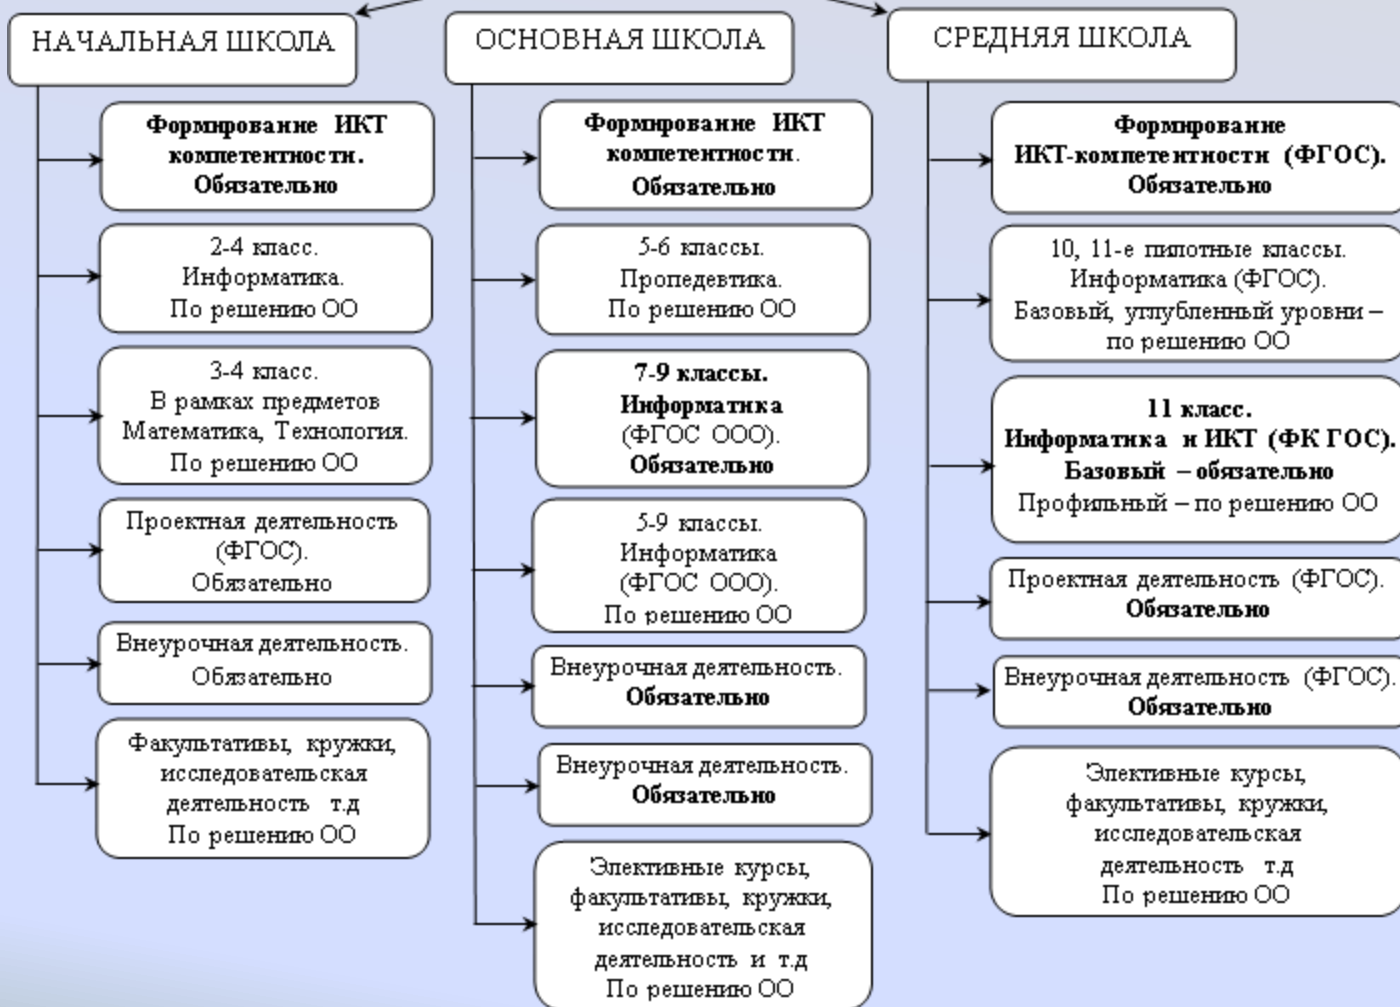 НАЧАЛЬНАЯ ШКОЛА
Формирование ИКТ
компетентности.
Обязательно
2-4 класс.
Информатика.
По решению ОО
3-4 класс.
В рамках предметов
Математика, Технология.
По решению ОО
Проектная деятельность
(ФГОС).
Обязательно
Внеурочная деятельность.
Обязательно
Факультативы, кружки,
исследовательская
деятельность т.д
По решению ОО
ОСНОВНАЯ ШКОЛА
Формирование ИКТ
компетентности.
Обязательно
5-6 классы.
Пропедевтика.
По решению ОО
7-9 классы.
Информатика
(ФГОС ООО).
Обязательно
5-9 классы.
Информатика
(ФГОС ООО).
По решению ОО
Внеурочная деятельность.
Обязательно
Внеурочная деятельность.
Обязательно
Элективные курсы,
факультативы, кружки,
исследовательская
деятельность и т.д
По решению ОО
СРЕДНЯЯ ШКОЛА
Формирование
ИКТ-компетентности (ФГОС).
Обязательно
10, 11-е пилотные классы.
Информатика (ФГОС).
Базовый, углубленный уровни –
по решению ОО
11 класс.
Информатика и ИКТ (ФК ГОС).
Базовый – обязательно
Профильный – по решению ОО
Проектная деятельность (ФГОС).
Обязательно
Внеурочная деятельность (ФГОС).
Обязательно
Элективные курсы,
факультативы, кружки,
исследовательская
деятельность т.д
По решению ОО